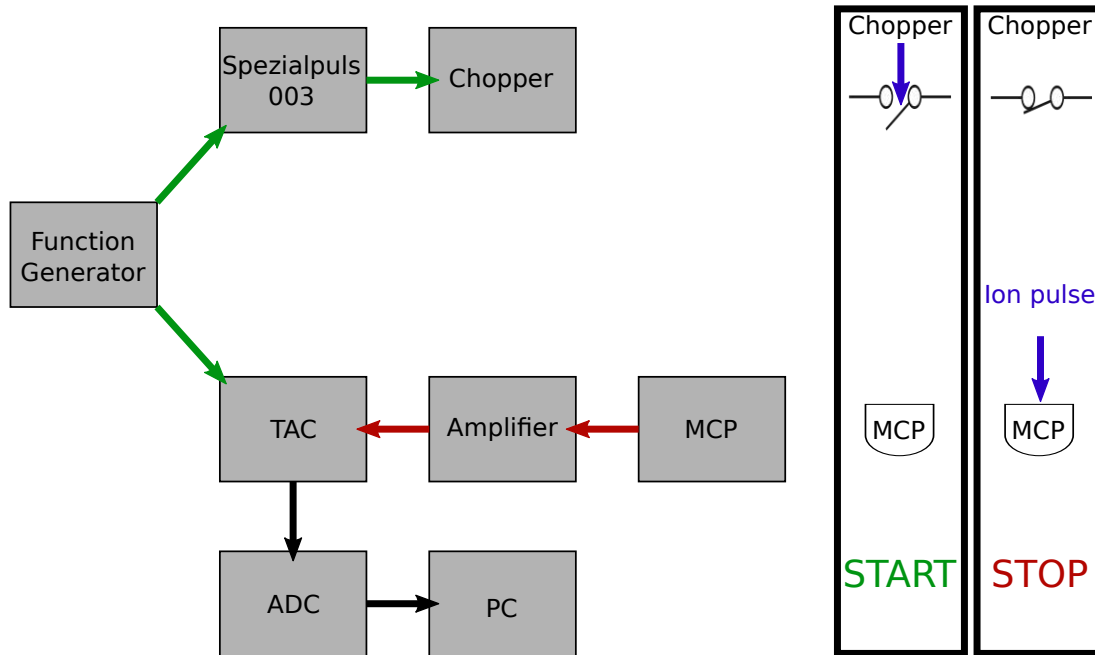 Spezialpuls
003
Chopper
Function
Generator
TAC
Amplifier
MCP
ADC
PC
Chopper
MCP
START
Chopper
Ion pulse
MCP
STOP